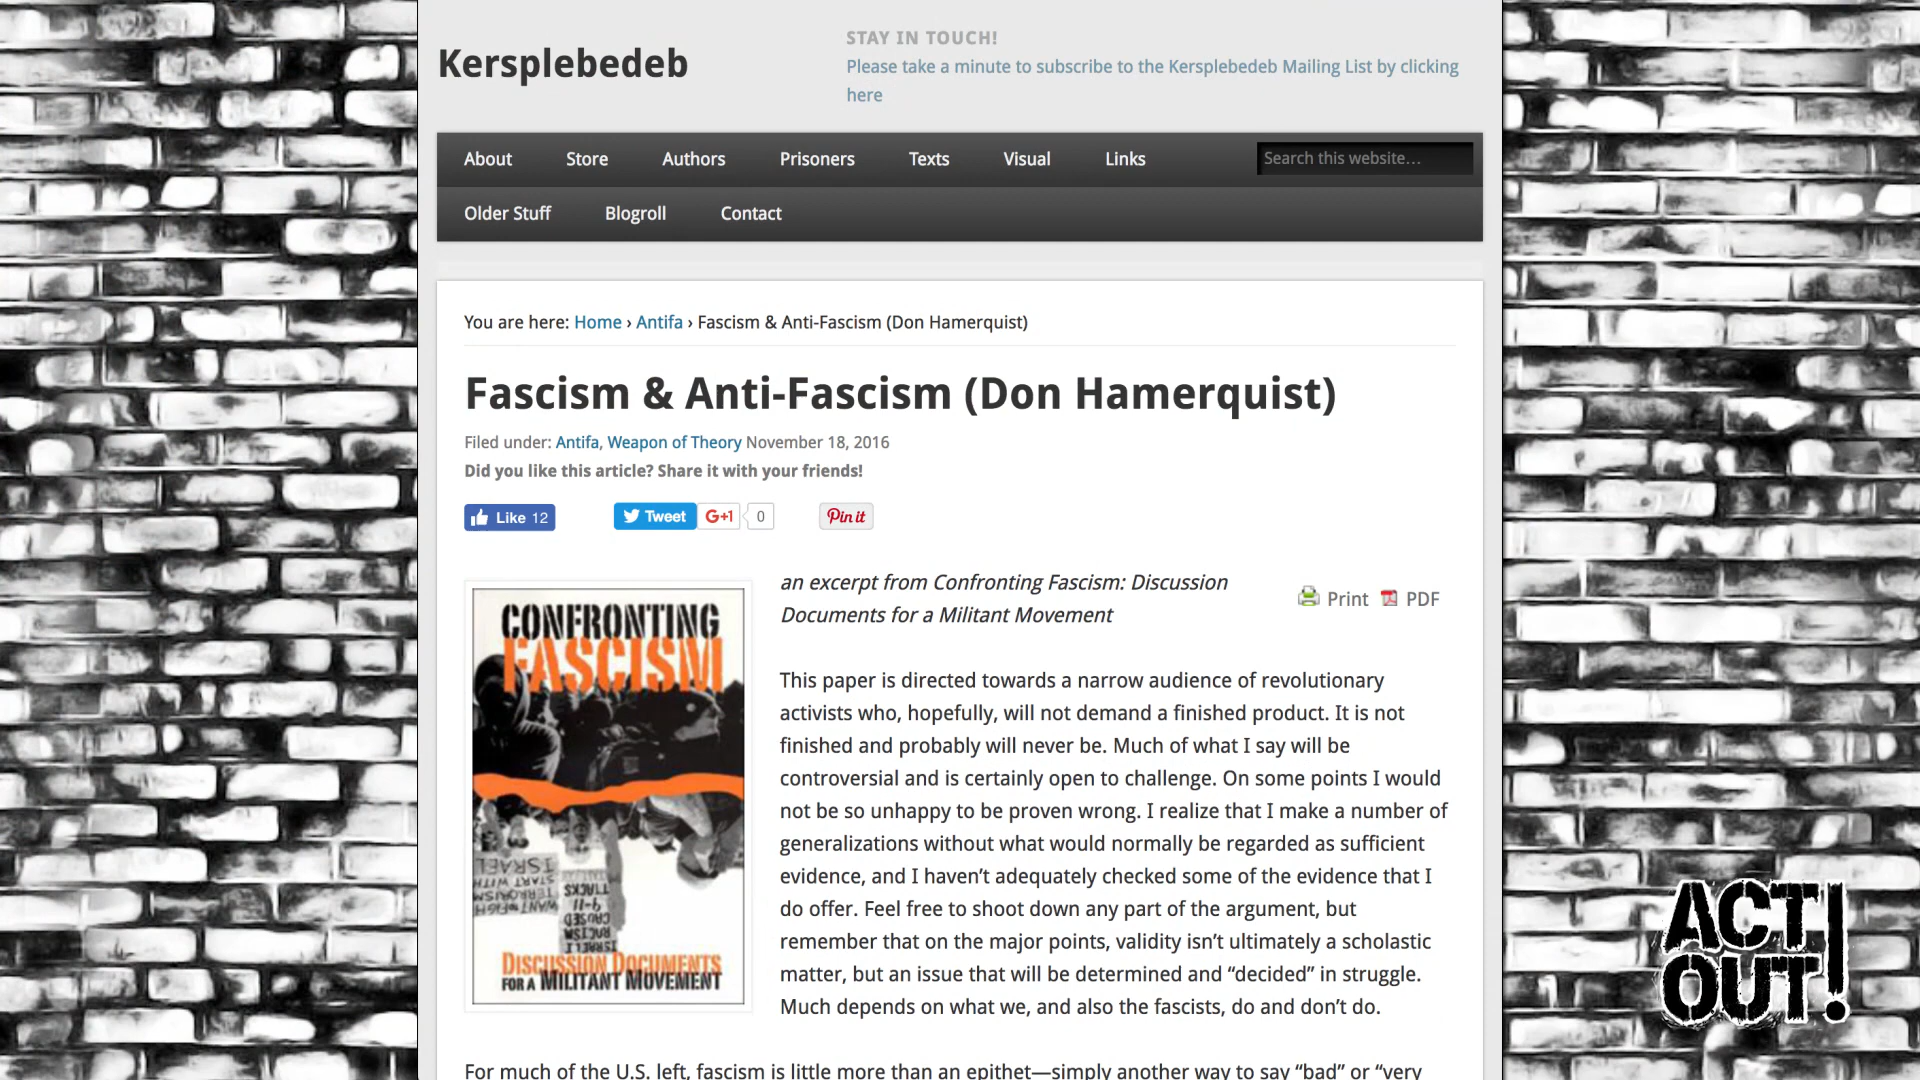 Kersplebedeb
STAY IN TOUCH!
Please take a minute to subscribe to the Kersplebedeb Mailing List by clicking
here
About Store Authors Prisoners Texts Visual Links Search this website…
Older Stuff Blogroll Contact
You are here: Home › Antifa › Fascism & Anti-Fascism (Don Hamerquist)
Fascism & Anti-Fascism (Don Hamerquist)
Filed under: Antifa, Weapon of Theory November 18, 2016
Did you like this article? Share it with your friends!
Like 12 Tweet G+1 0 Pin it
CONFRONTING
FASCISM
ISRAEL
START WITH
TERRORISM
WANT FIGHT
ATTACKS
9-11
CAUSED
RACISM
ISRAELI
DISCUSSION DOCUMENTS
FOR A MILITANT MOVEMENT
an excerpt from Confronting Fascism: Discussion
Documents for a Militant Movement
Print PDF
This paper is directed towards a narrow audience of revolutionary
activists who, hopefully, will not demand a finished product. It is not
finished and probably will never be. Much of what I say will be
controversial and is certainly open to challenge. On some points I would
not be so unhappy to be proven wrong. I realize that I make a number of
generalizations without what would normally be regarded as sufficient
evidence, and I haven’t adequately checked some of the evidence that I
do offer. Feel free to shoot down any part of the argument, but
remember that on the major points, validity isn’t ultimately a scholastic
matter, but an issue that will be determined and “decided” in struggle.
Much depends on what we, and also the fascists, do and don’t do.
For much of the U.S. left, fascism is little more than an epithet—simply another way to say “bad” or “very
ACT
OUT!